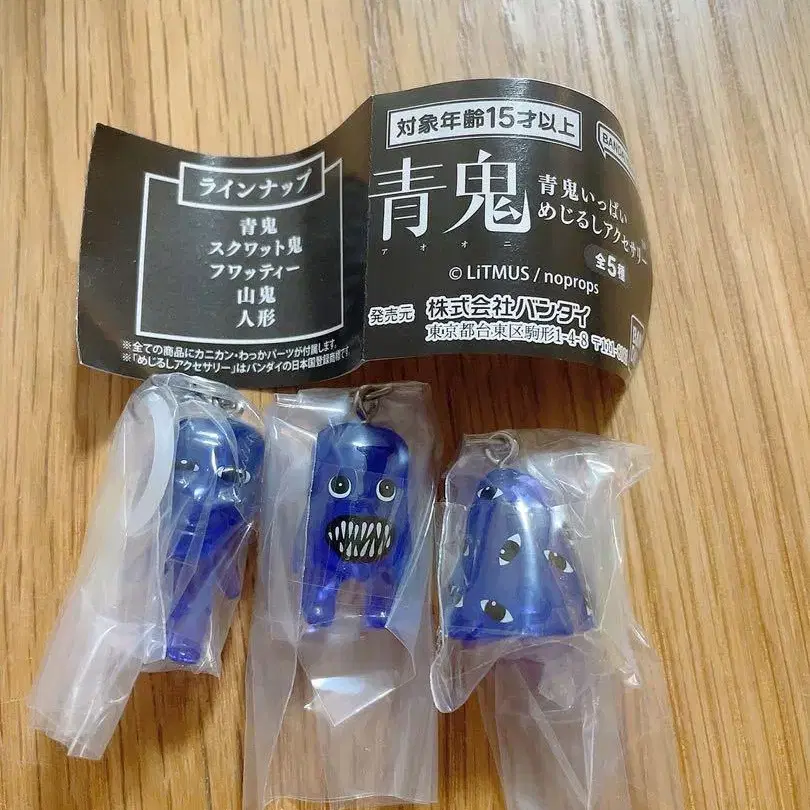 ラインナップ
青鬼
スクワット鬼
フワッティー
山鬼
人形
※全ての商品にカニカン・わっかパーツが付属します。
※「めじるしアクセサリー」はバンダイの日本国登録商標です。
対象年齢15才以上
青鬼
アオオニ
青鬼いっぱい
めじるしアクセサリー
全5種
© LiTMUS / noprops
発売元 株式会社バンダイ
東京都台東区駒形1-4-8